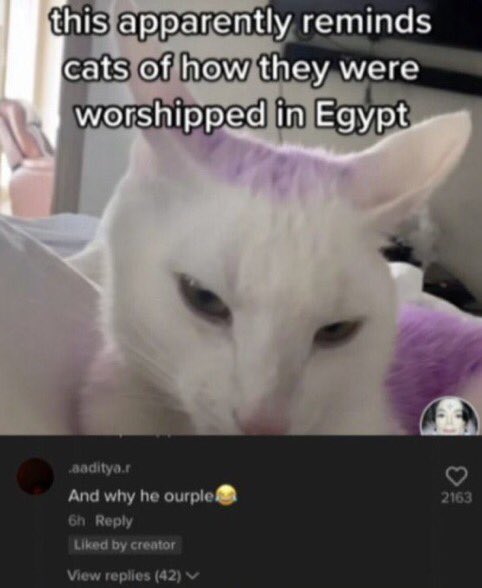 this apparently reminds
cats of how they were
worshipped in Egypt
.aaditya.r
And why he ourple😂
6h Reply
2163
Liked by creator
View replies (42)